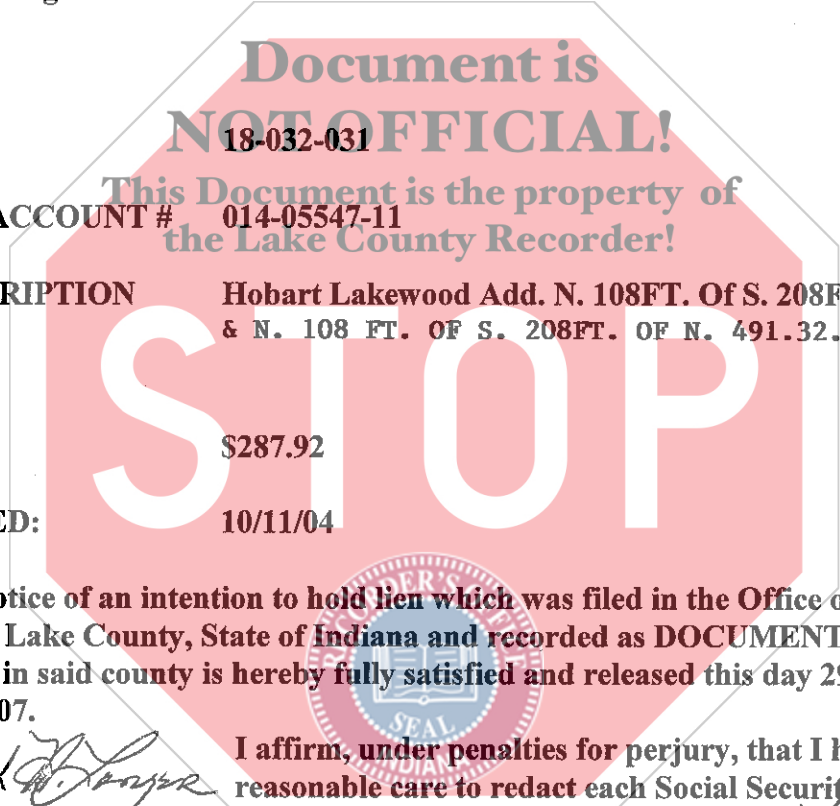 Document is
NOT OFFICIAL!
18-032-031
This Document is the property of
ACCOUNT # 014-05547-11
the Lake County Recorder!
RIPTION Hobart Lakewood Add. N. 108FT. Of S. 208F
& N. 108 FT. OF S. 208FT. OF N. 491.32.
STOP
$287.92
ED: 10/11/04
otice of an intention to hold lien which was filed in the Office o
Lake County, State of Indiana and recorded as DOCUMENT
in said county is hereby fully satisfied and released this day 29
07.
RECORDER'S OFFICE
SEAL
INDIANA
I affirm, under penalties for perjury, that I h
reasonable care to redact each Social Securi